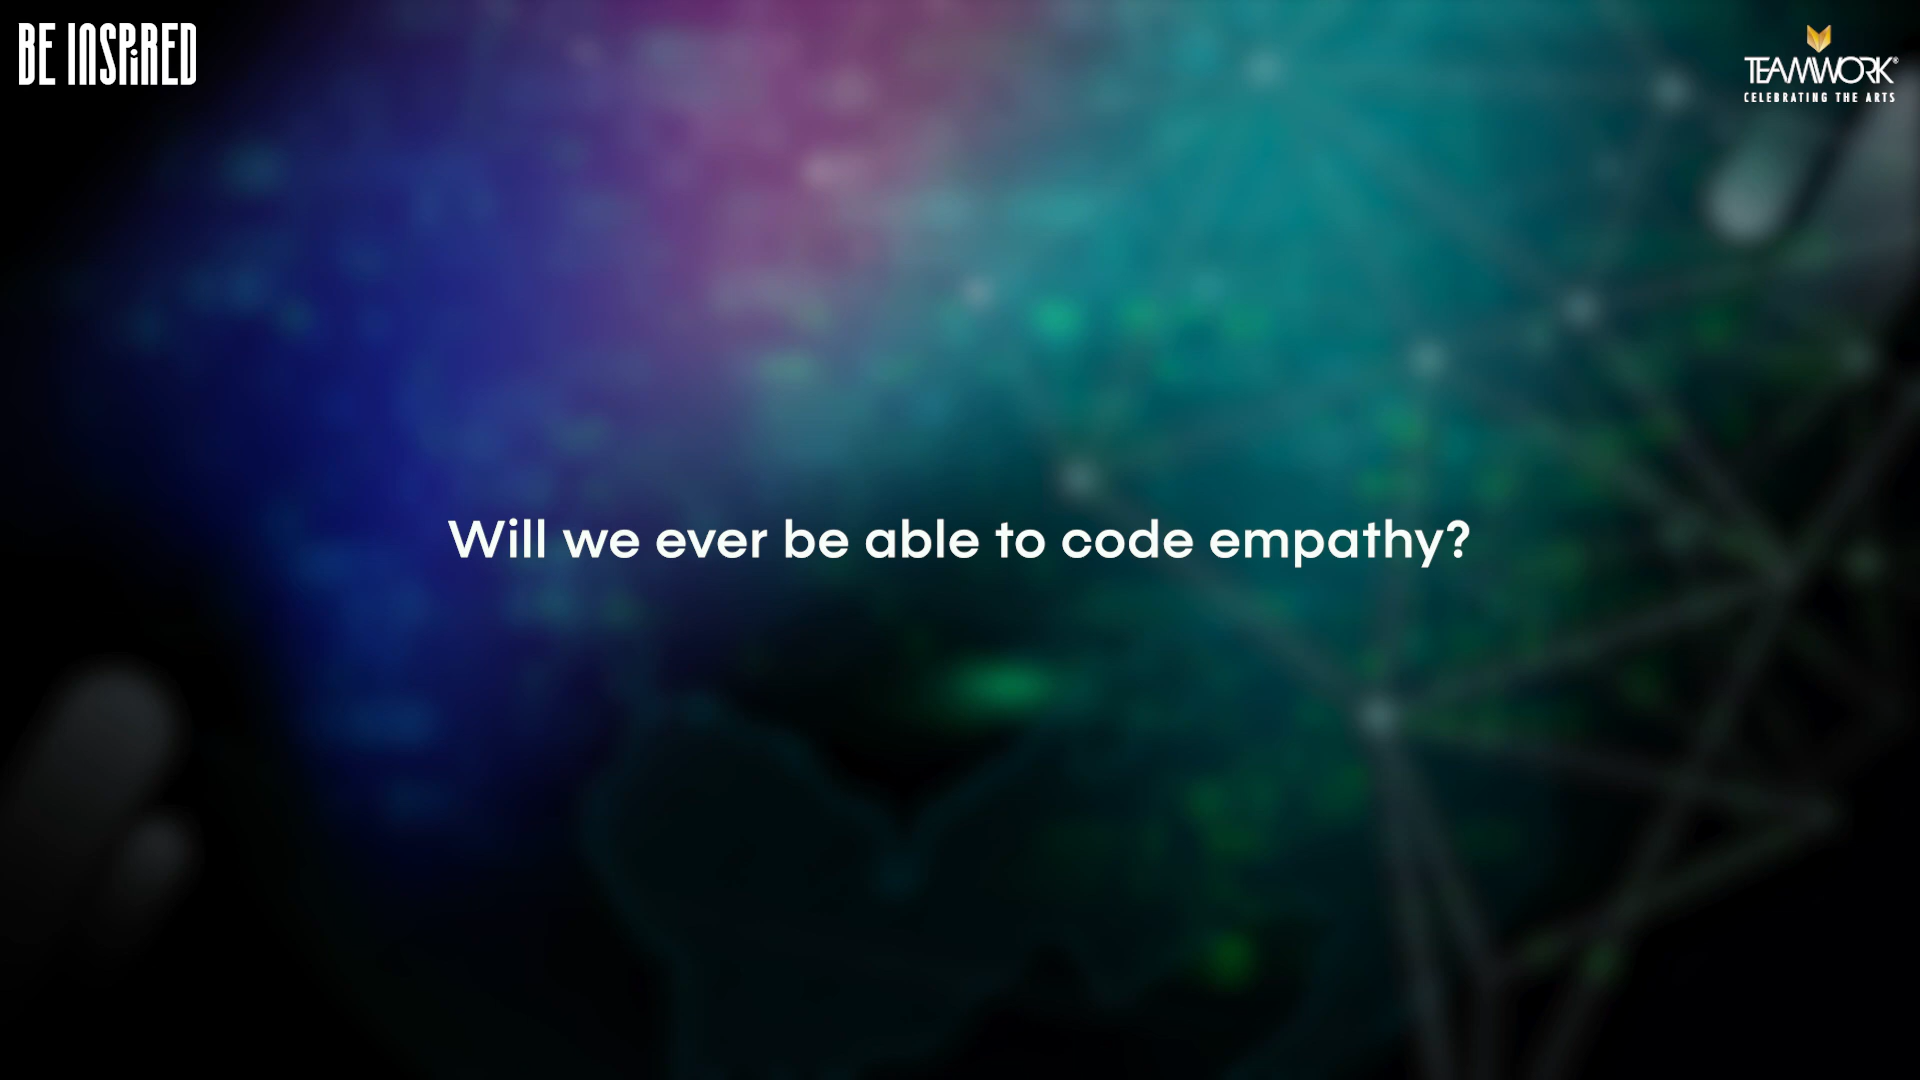 BE INSPiRED
TEAMWORK®
CELEBRATING THE ARTS
Will we ever be able to code empathy?